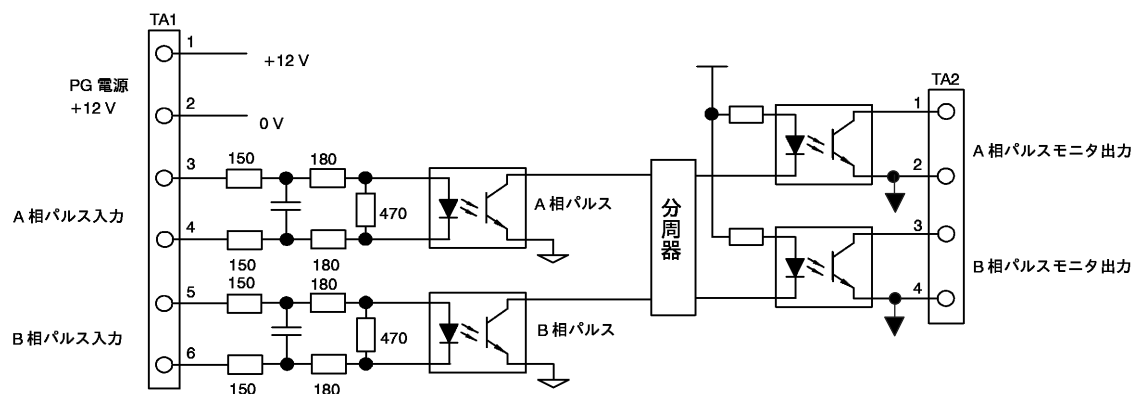 TA1
1
+12 V
PG 電源
+12 V
2
0 V
3
150
180
470
A 相パルス入力
4
150
180
A 相パルス
5
150
180
470
B 相パルス入力
6
150
180
B 相パルス
分周器
TA2
1
A 相パルスモニタ出力
2
3
B 相パルスモニタ出力
4